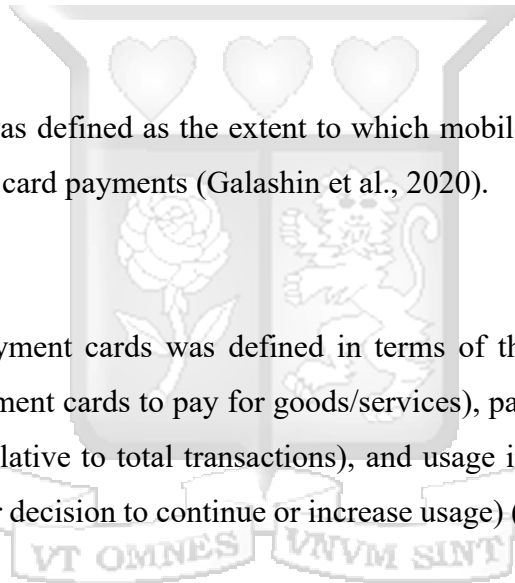 as defined as the extent to which mobile
card payments (Galashin et al., 2020).
yment cards was defined in terms of th
ment cards to pay for goods/services), pa
lative to total transactions), and usage i
r decision to continue or increase usage) (
VT OMNES VNVM SINT